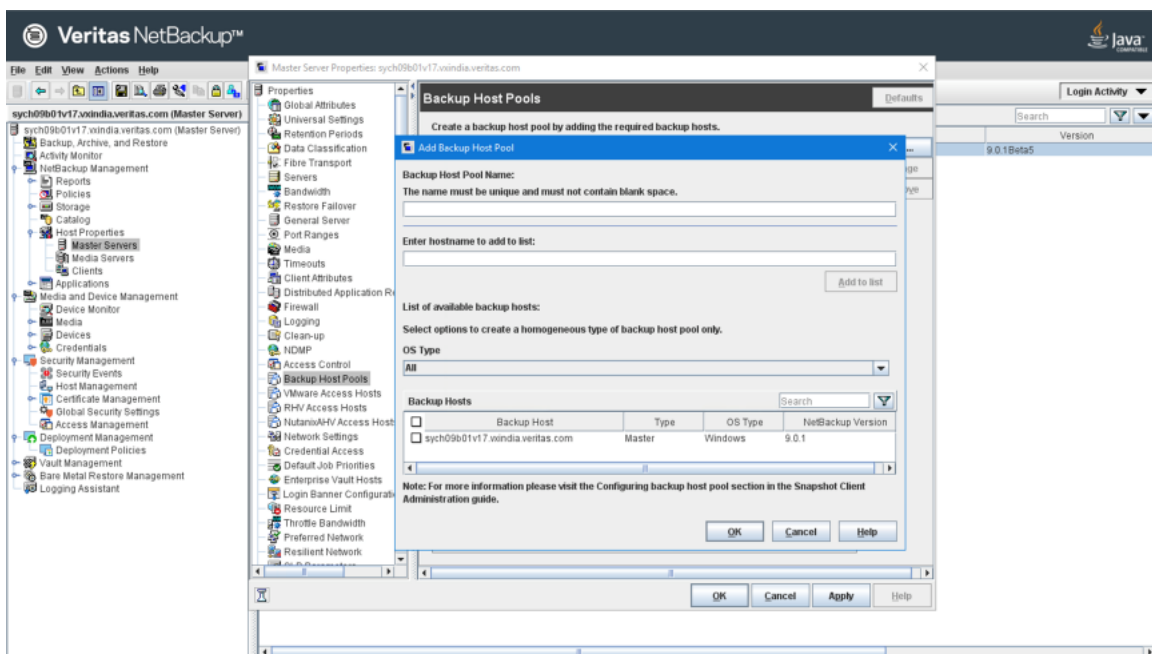 Veritas NetBackup™
Java
COMPATIBLE
File Edit View Actions Help
Login Activity
sych09b01v17.vxindia.veritas.com (Master Server)
sych09b01v17.vxindia.veritas.com (Master Server)
Backup, Archive, and Restore
Activity Monitor
NetBackup Management
Reports
Policies
Storage
Catalog
Host Properties
Master Servers
Media Servers
Clients
Applications
Media and Device Management
Device Monitor
Media
Devices
Credentials
Security Management
Security Events
Host Management
Certificate Management
Global Security Settings
Access Management
Deployment Management
Deployment Policies
Vault Management
Bare Metal Restore Management
Logging Assistant
Search
Version
9.0.1Beta5
Master Server Properties: sych09b01v17.vxindia.veritas.com
Properties
Global Attributes
Universal Settings
Retention Periods
Data Classification
Fibre Transport
Servers
Bandwidth
Restore Failover
General Server
Port Ranges
Media
Timeouts
Client Attributes
Distributed Application Re
Firewall
Logging
Clean-up
NDMP
Access Control
Backup Host Pools
VMware Access Hosts
RHV Access Hosts
NutanixAHV Access Host
Network Settings
Credential Access
Default Job Priorities
Enterprise Vault Hosts
Login Banner Configurati
Resource Limit
Throttle Bandwidth
Preferred Network
Resilient Network
Backup Host Pools
Defaults
Create a backup host pool by adding the required backup hosts.
...
ge
ve
Add Backup Host Pool
Backup Host Pool Name:
The name must be unique and must not contain blank space.
Enter hostname to add to list:
Add to list
List of available backup hosts:
Select options to create a homogeneous type of backup host pool only.
OS Type
All
Backup Hosts
Search
Backup Host Type OS Type NetBackup Version
sych09b01v17.vxindia.veritas.com Master Windows 9.0.1
Note: For more information please visit the Configuring backup host pool section in the Snapshot Client
Administration guide.
OK Cancel Help
OK Cancel Apply Help